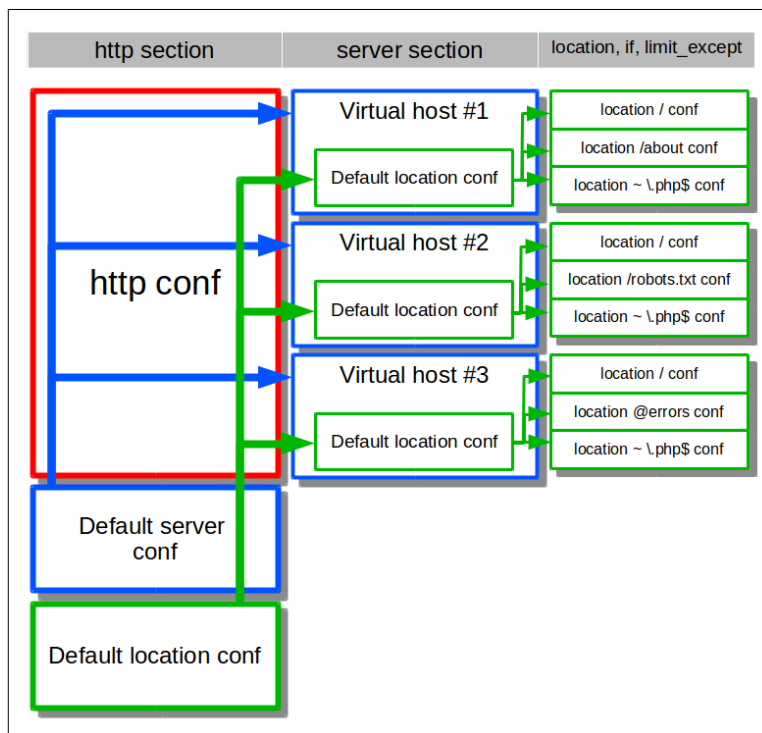 http section
server section
location, if, limit_except
http conf
Default server
conf
Default location conf
Virtual host #1
Default location conf
location / conf
location /about conf
location ~ \.php$ conf
Virtual host #2
Default location conf
location / conf
location /robots.txt conf
location ~ \.php$ conf
Virtual host #3
Default location conf
location / conf
location @errors conf
location ~ \.php$ conf